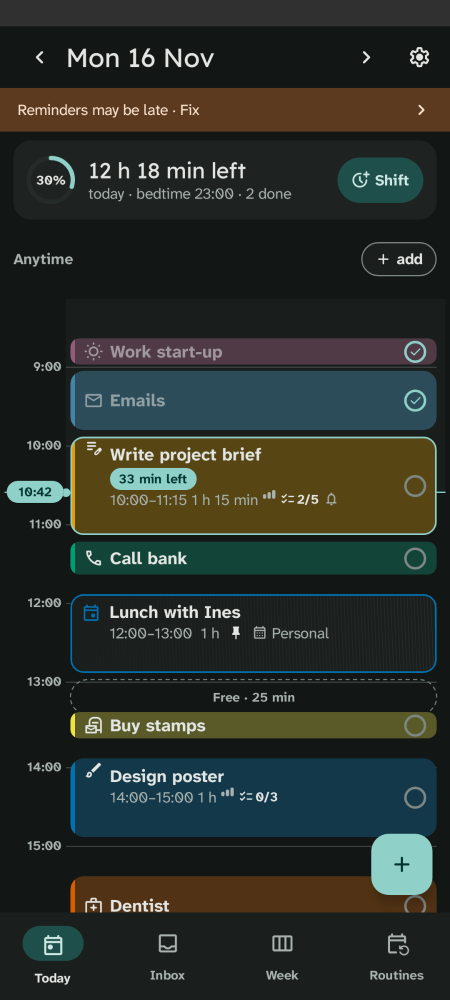 Mon 16 Nov
Reminders may be late · Fix
30%
12 h 18 min left
today · bedtime 23:00 · 2 done
Shift
Anytime
+ add
Work start-up
9:00
Emails
10:00
Write project brief
33 min left
10:00–11:15 1 h 15 min 2/5
10:42
11:00
Call bank
12:00
Lunch with Ines
12:00–13:00 1 h Personal
13:00
Free · 25 min
Buy stamps
14:00
Design poster
14:00–15:00 1 h 0/3
15:00
+
Dentist
Today
Inbox
Week
Routines